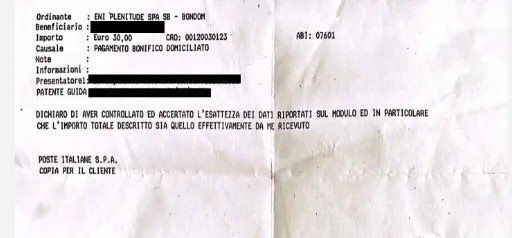 Ordinante : ENI PLENITUDE SPA SB - BONDOM
Beneficiario :
Importo : Euro 30,00 CRO: 00120030123 ABI: 07601
Causale : PAGAMENTO BONIFICO DOMICILIATO
Note :
Informazioni :
Presentatore:
PATENTE GUIDA
DICHIARO DI AVER CONTROLLATO ED ACCERTATO L'ESATTEZZA DEI DATI RIPORTATI SUL MODULO ED IN PARTICOLARE
CHE L'IMPORTO TOTALE DESCRITTO SIA QUELLO EFFETTIVAMENTE DA ME RICEVUTO
POSTE ITALIANE S.P.A.
COPIA PER IL CLIENTE